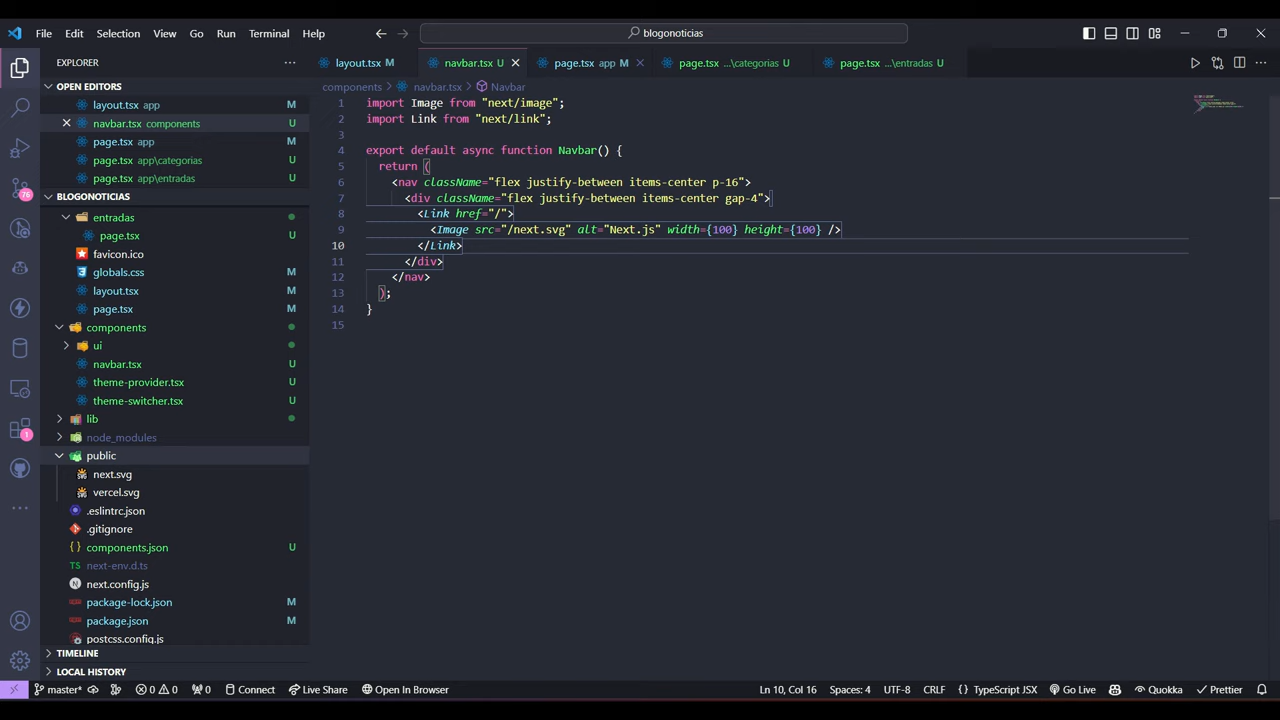 File Edit Selection View Go Run Terminal Help
blogonoticias
EXPLORER
layout.tsx M
navbar.tsx U
page.tsx app M
page.tsx ...\categorias U
page.tsx ...\entradas U
OPEN EDITORS
layout.tsx app M
navbar.tsx components U
page.tsx app M
page.tsx app\categorias U
page.tsx app\entradas U
BLOGONOTICIAS
entradas
page.tsx U
favicon.ico
globals.css M
layout.tsx M
page.tsx M
components
ui
navbar.tsx U
theme-provider.tsx U
theme-switcher.tsx U
lib
node_modules
public
next.svg
vercel.svg
.eslintrc.json
.gitignore
{ } components.json U
TS next-env.d.ts
N next.config.js
package-lock.json M
package.json M
postcss.config.js
TIMELINE
LOCAL HISTORY
76
1
components navbar.tsx Navbar
1 import Image from "next/image";
2 import Link from "next/link";
3
4 export default async function Navbar() {
5 return (
6 <nav className="flex justify-between items-center p-16">
7 <div className="flex justify-between items-center gap-4">
8 <Link href="/">
9 <Image src="/next.svg" alt="Next.js" width={100} height={100} />
10 </Link>
11 </div>
12 </nav>
13 );
14 }
15
master* 0 0 0 Connect Live Share Open In Browser Ln 10, Col 16 Spaces: 4 UTF-8 CRLF { } TypeScript JSX Go Live Quokka Prettier